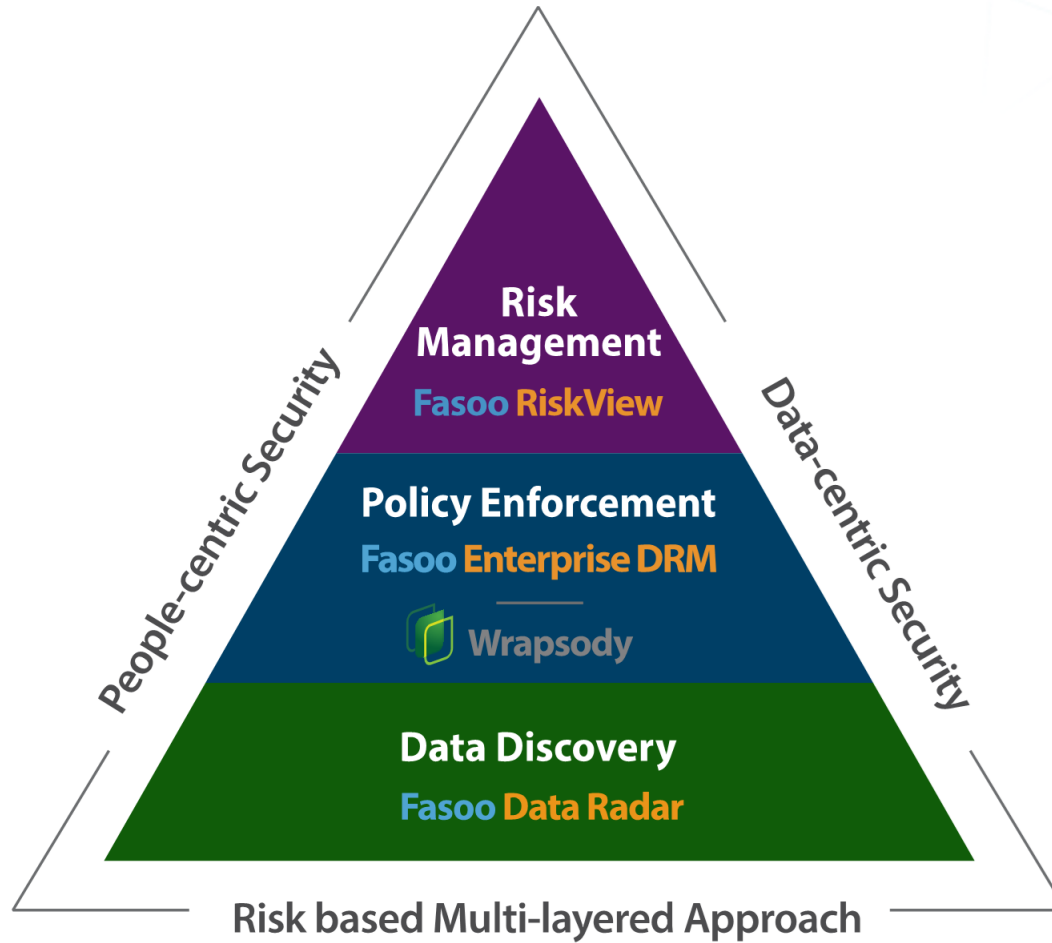 Risk
Management
Fasoo RiskView
People-centric Security
Data-centric Security
Policy Enforcement
Fasoo Enterprise DRM
Wrapsody
Data Discovery
Fasoo Data Radar
Risk based Multi-layered Approach